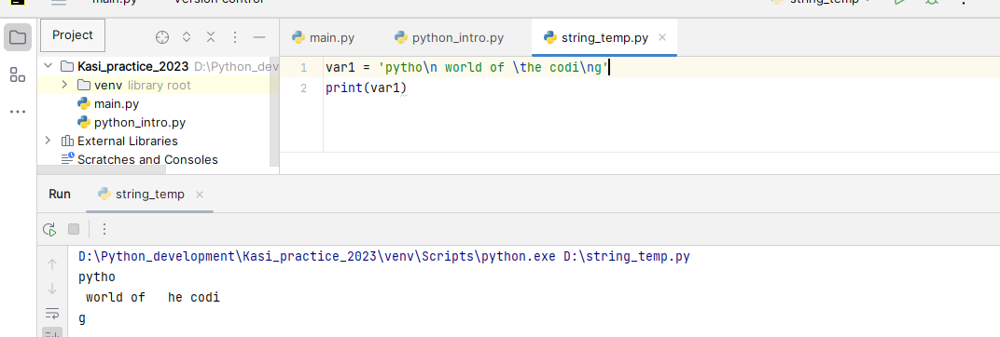 main.py Version control string_temp
Project
main.py python_intro.py string_temp.py
Kasi_practice_2023 D:\Python_dev
venv library root
main.py
python_intro.py
External Libraries
Scratches and Consoles
1 var1 = 'pytho\n world of \the codi\ng'
2 print(var1)
Run string_temp
D:\Python_development\Kasi_practice_2023\venv\Scripts\python.exe D:\string_temp.py
pytho
 world of 	he codi
g